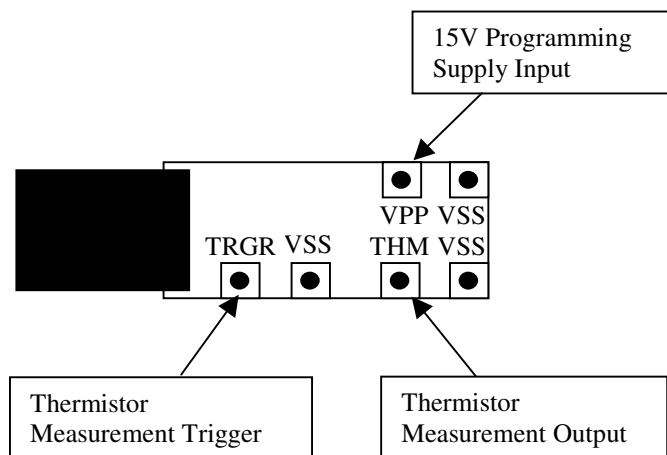 15V Programming
Supply Input
VPP VSS
TRGR VSS THM VSS
Thermistor
Measurement Trigger
Thermistor
Measurement Output